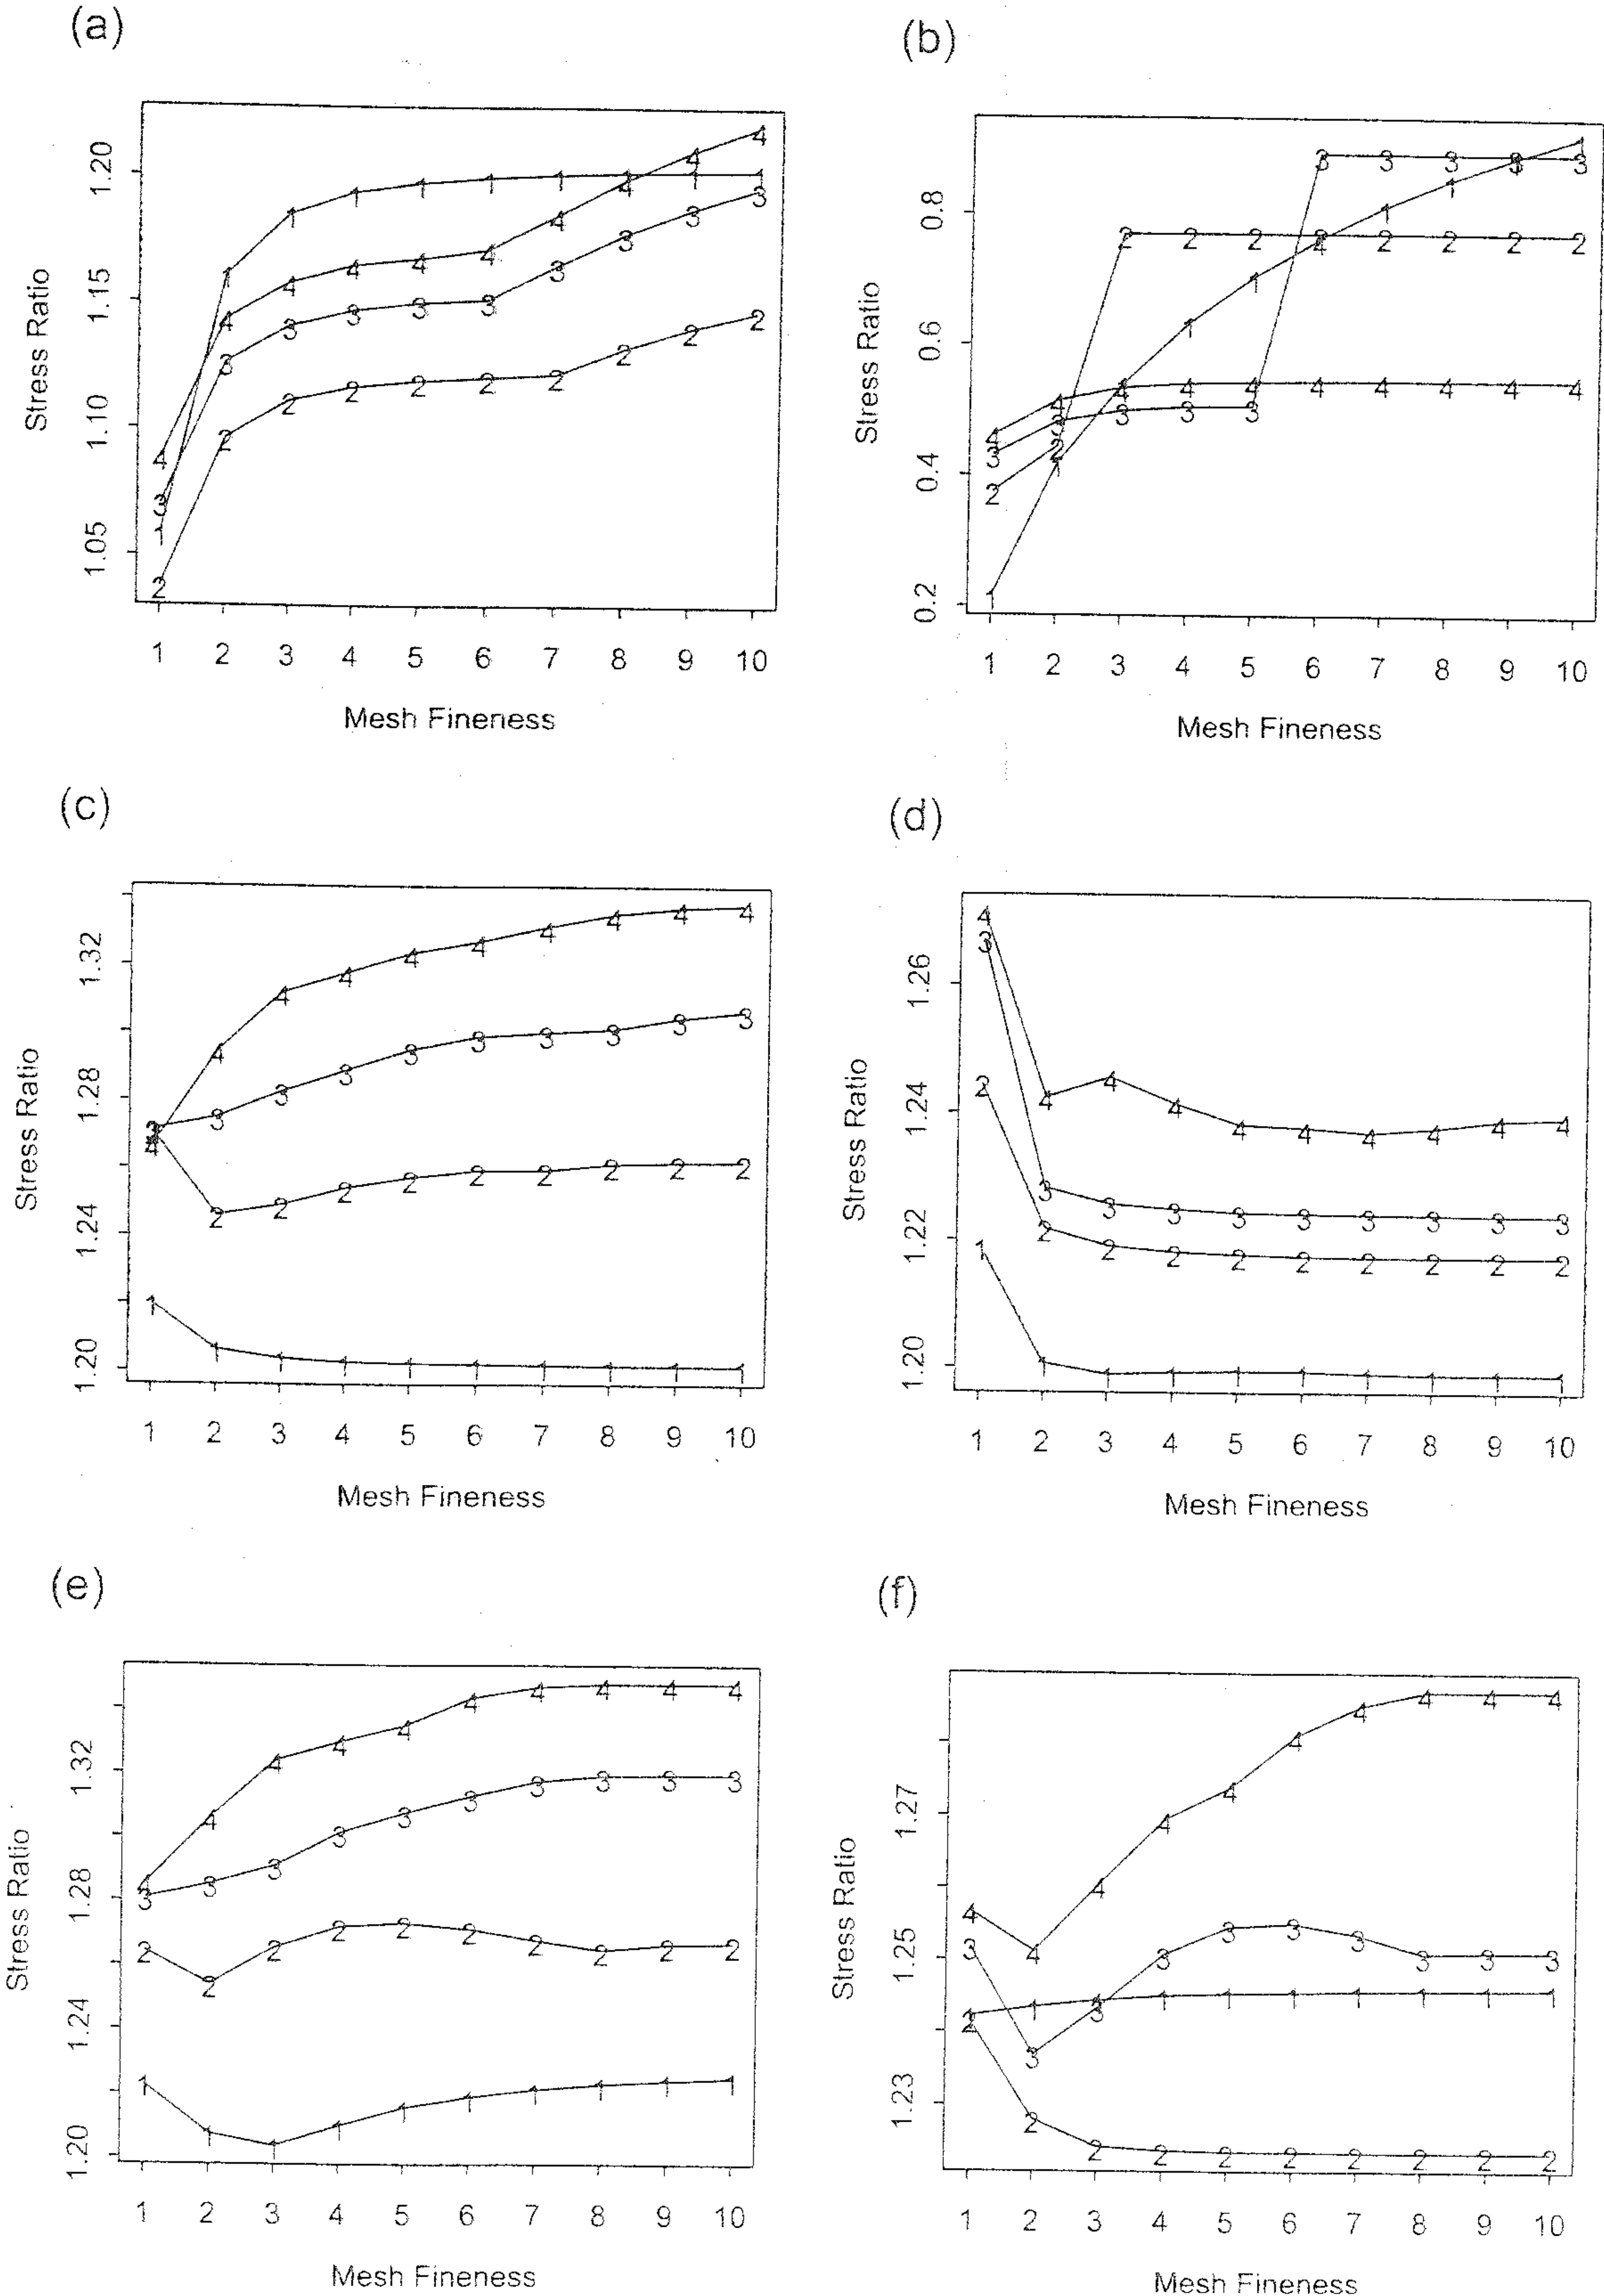 (a)
1.20
1.15
1.10
1.05
Stress Ratio
1 2 3 4 5 6 7 8 9 10
Mesh Fineness
(b)
0.8
0.6
0.4
0.2
Stress Ratio
1 2 3 4 5 6 7 8 9 10
Mesh Fineness
(c)
1.32
1.28
1.24
1.20
Stress Ratio
1 2 3 4 5 6 7 8 9 10
Mesh Fineness
(d)
1.26
1.24
1.22
1.20
Stress Ratio
1 2 3 4 5 6 7 8 9 10
Mesh Fineness
(e)
1.32
1.28
1.24
1.20
Stress Ratio
1 2 3 4 5 6 7 8 9 10
Mesh Fineness
(f)
1.27
1.25
1.23
Stress Ratio
1 2 3 4 5 6 7 8 9 10
Mesh Fineness